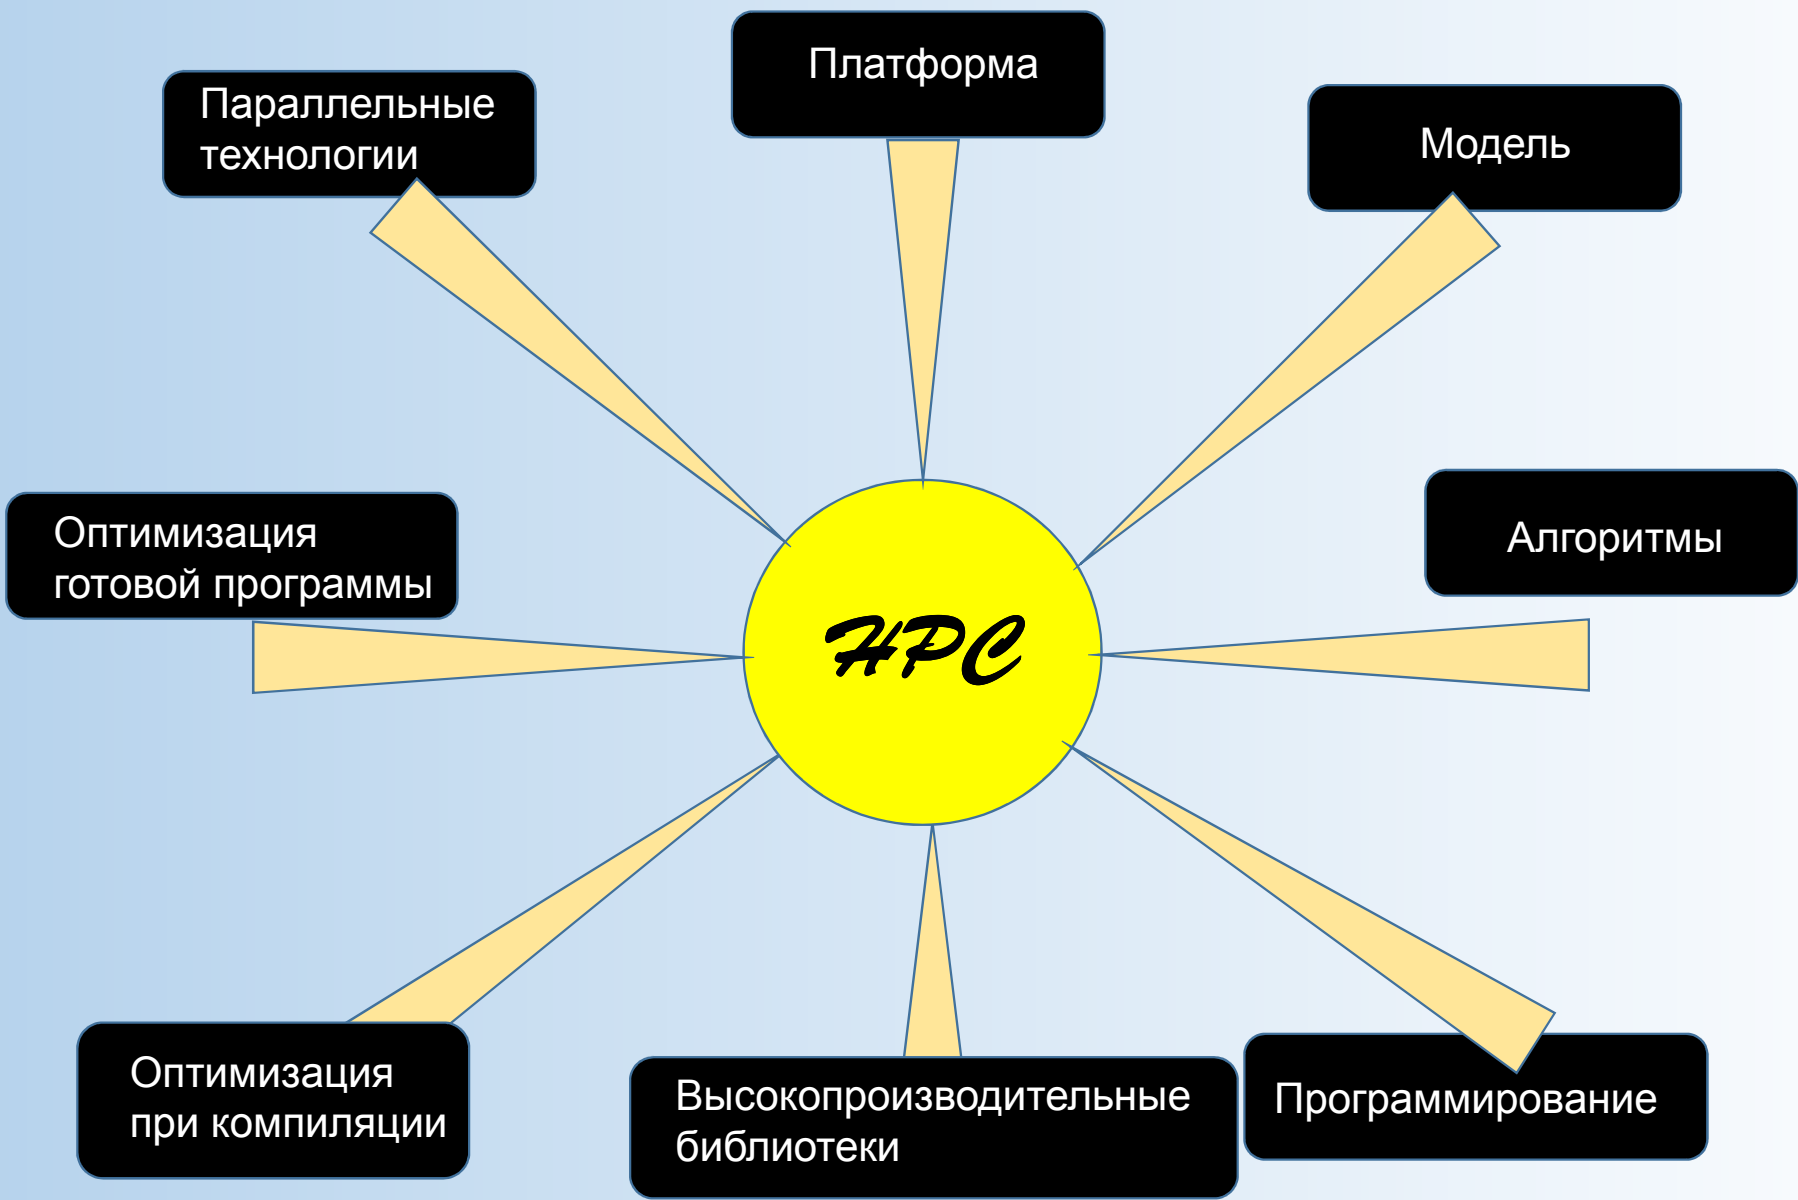 Платформа
Параллельные
технологии
Модель
Оптимизация
готовой программы
Алгоритмы
HPC
Оптимизация
при компиляции
Высокопроизводительные
библиотеки
Программирование